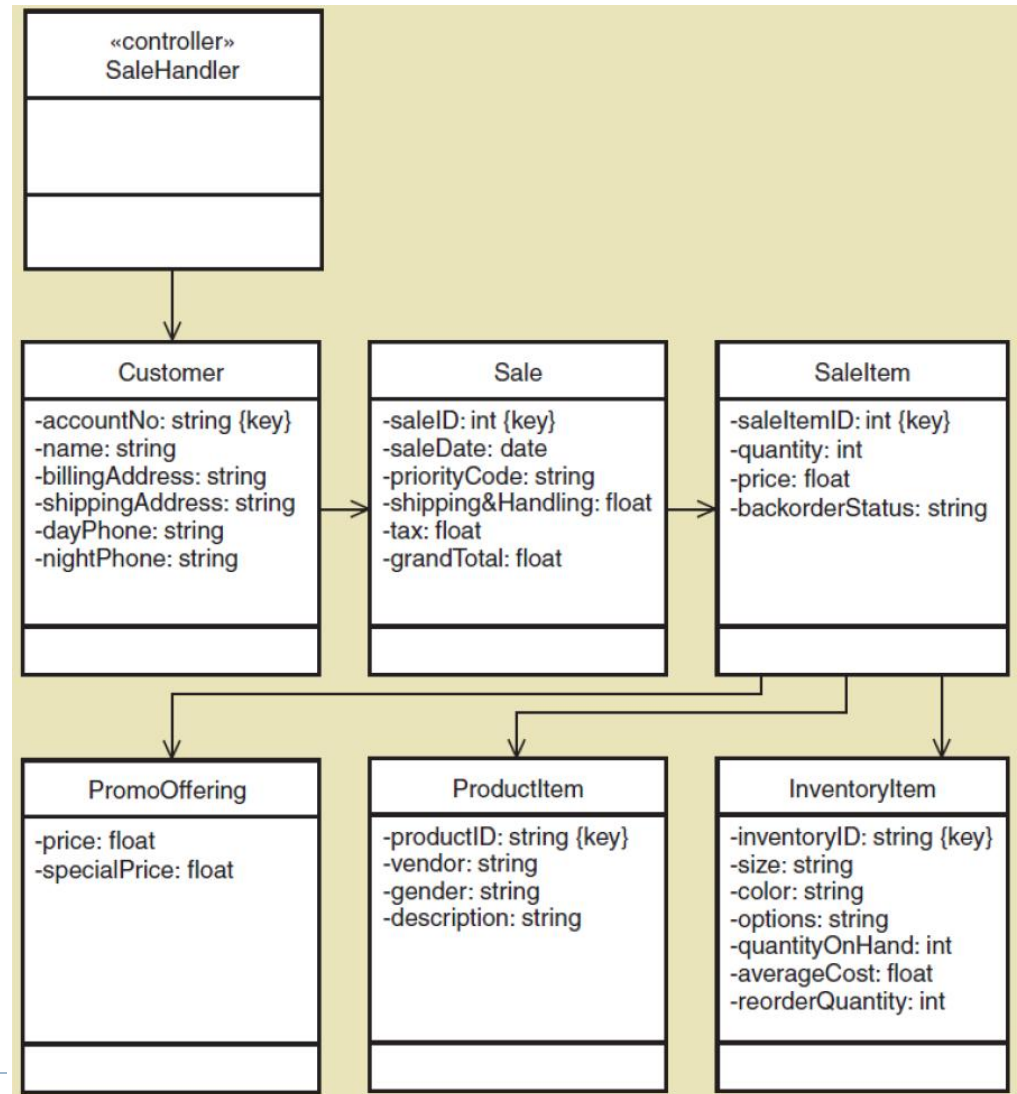 «controller»
SaleHandler
Customer
-accountNo: string {key}
-name: string
-billingAddress: string
-shippingAddress: string
-dayPhone: string
-nightPhone: string
Sale
-saleID: int {key}
-saleDate: date
-priorityCode: string
-shipping&Handling: float
-tax: float
-grandTotal: float
SaleItem
-saleItemID: int {key}
-quantity: int
-price: float
-backorderStatus: string
PromoOffering
-price: float
-specialPrice: float
ProductItem
-productID: string {key}
-vendor: string
-gender: string
-description: string
InventoryItem
-inventoryID: string {key}
-size: string
-color: string
-options: string
-quantityOnHand: int
-averageCost: float
-reorderQuantity: int